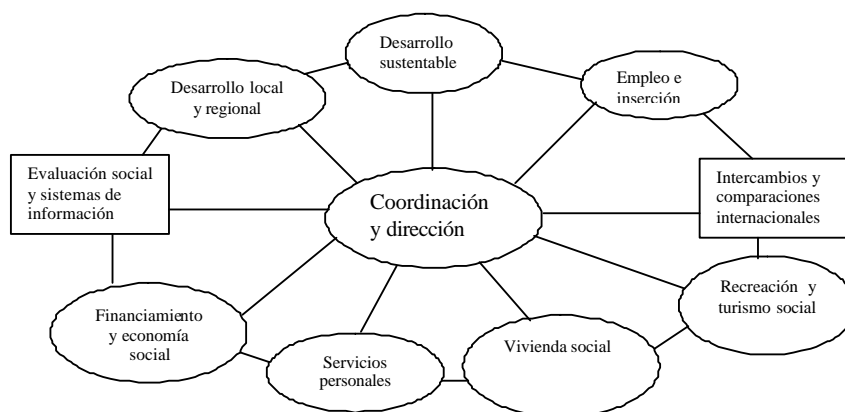 Desarrollo
sustentable
Empleo e
inserción
Desarrollo local
y regional
Evaluación social
y sistemas de
información
Coordinación
y dirección
Intercambios y
comparaciones
internacionales
Recreación y
turismo social
Financiamiento
y economía
social
Servicios
personales
Vivienda social